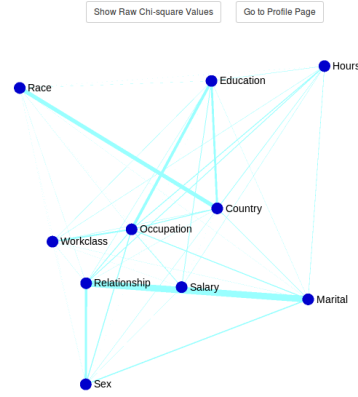 Show Raw Chi-square Values
Go to Profile Page
Hours
Education
Race
Country
Occupation
Workclass
Relationship
Salary
Marital
Sex